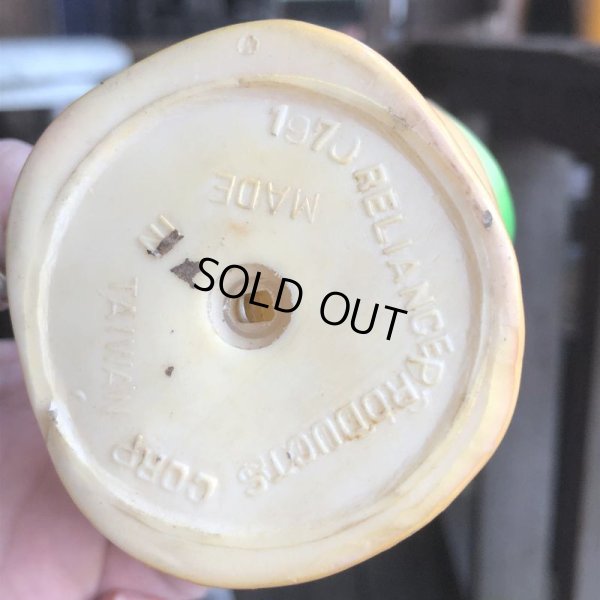 1970 RELIANCE PRODUCTS CORP
MADE
IN
TAIWAN
SOLD OUT